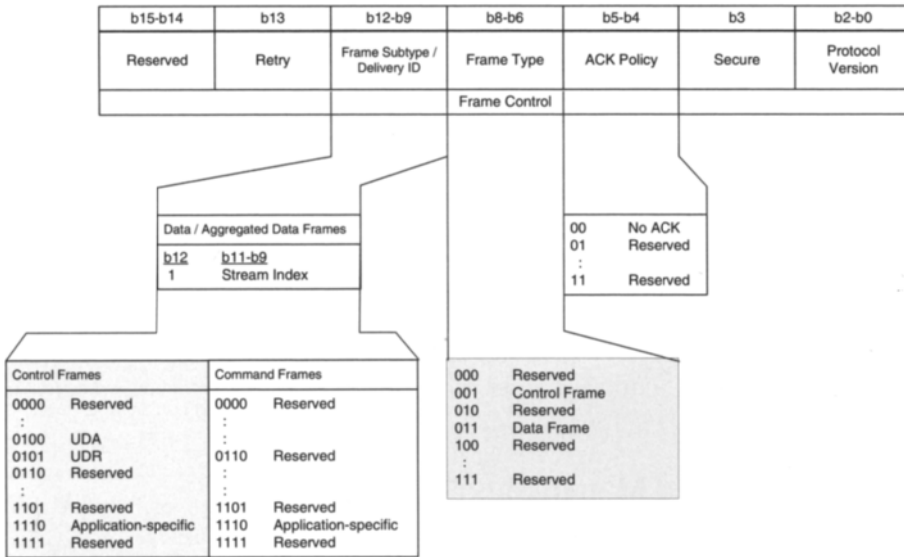 b15-b14 b13 b12-b9 b8-b6 b5-b4 b3 b2-b0
Reserved Retry Frame Subtype / Delivery ID Frame Type ACK Policy Secure Protocol Version
Frame Control
Data / Aggregated Data Frames
b12 b11-b9
1 Stream Index
00 No ACK
01 Reserved
:
11 Reserved
Control Frames
0000 Reserved
:
0100 UDA
0101 UDR
0110 Reserved
:
1101 Reserved
1110 Application-specific
1111 Reserved
Command Frames
0000 Reserved
:
:
0110 Reserved
:
:
1101 Reserved
1110 Application-specific
1111 Reserved
000 Reserved
001 Control Frame
010 Reserved
011 Data Frame
100 Reserved
:
111 Reserved